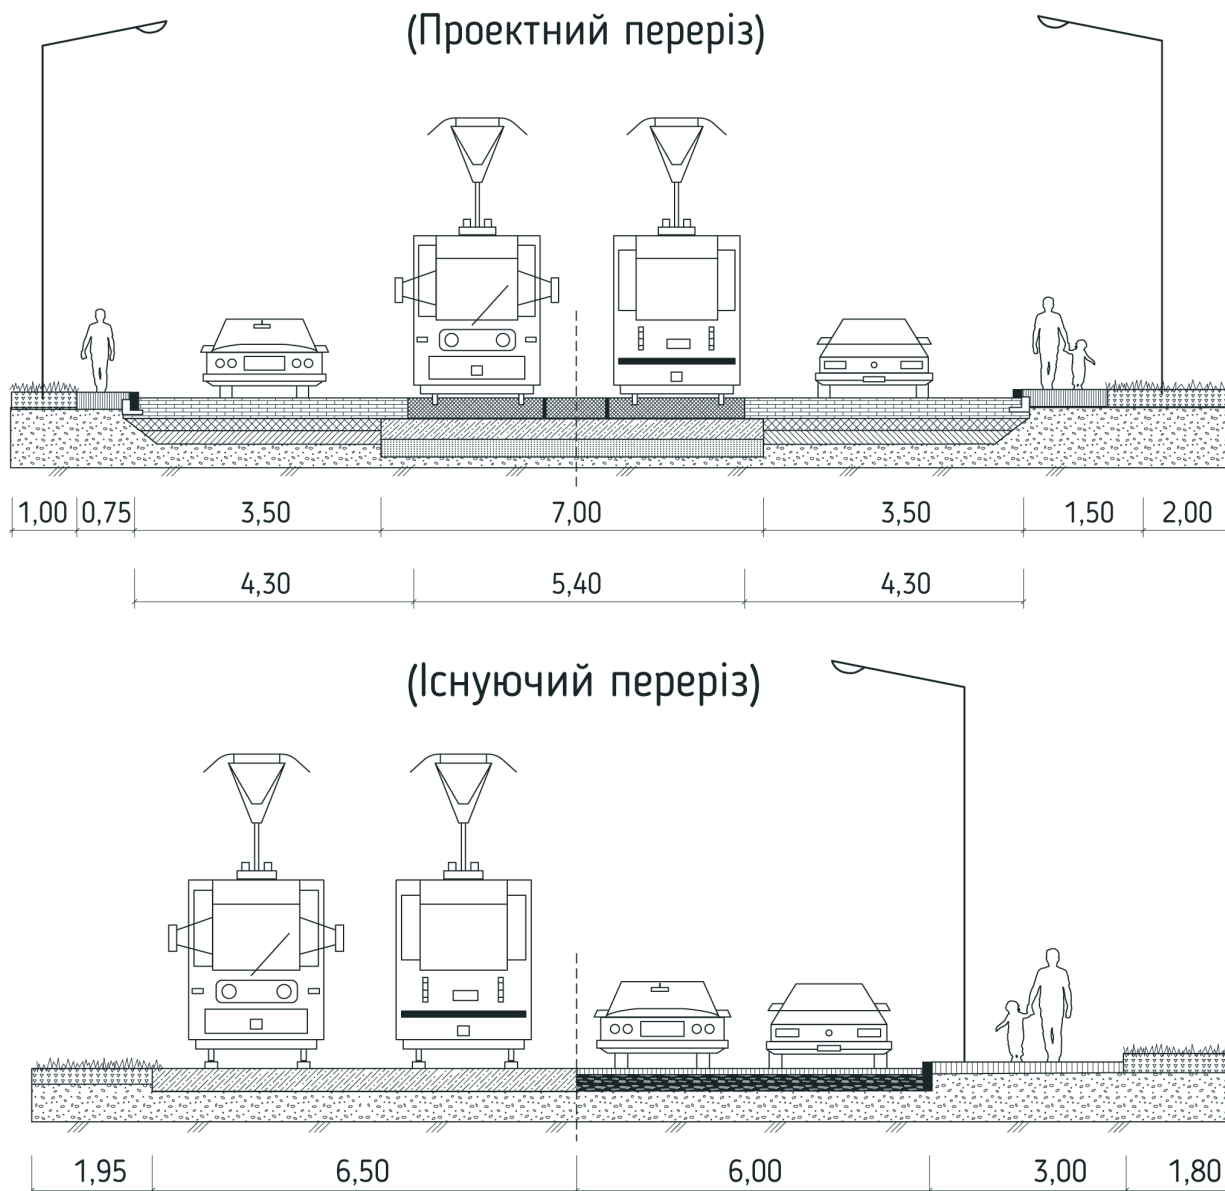 (Проектний переріз)
1,00 0,75 3,50 7,00 3,50 1,50 2,00
4,30 5,40 4,30
(Існуючий переріз)
1,95 6,50 6,00 3,00 1,80